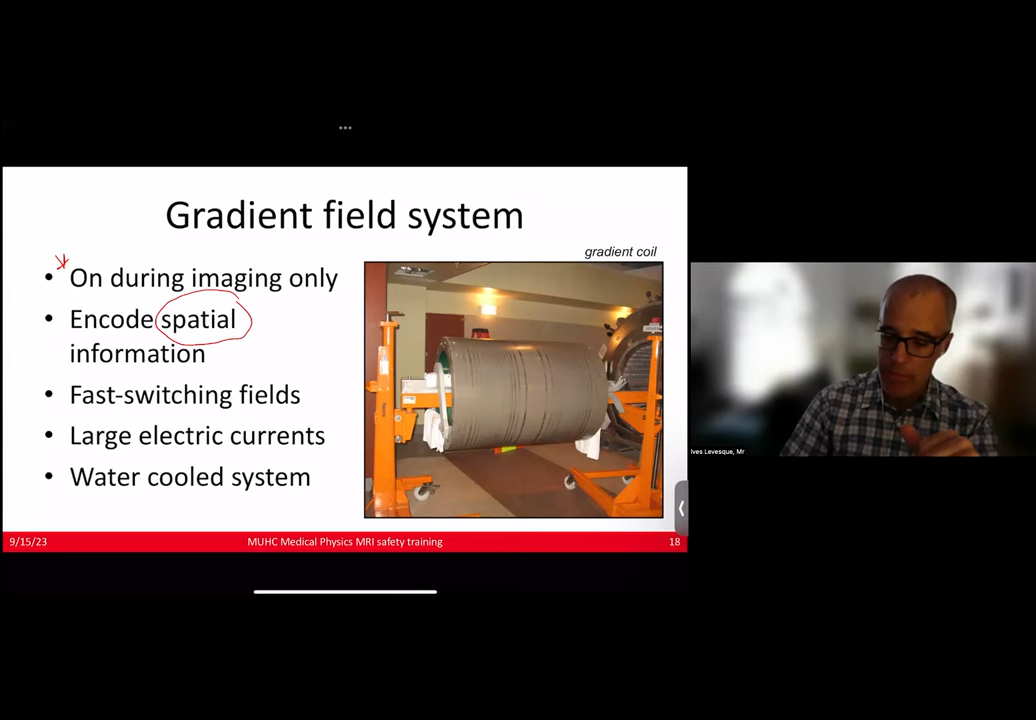 Gradient field system
gradient coil
• On during imaging only
• Encode spatial
information
• Fast-switching fields
• Large electric currents
• Water cooled system
Ives Levesque, Mr
9/15/23
MUHC Medical Physics MRI safety training
18